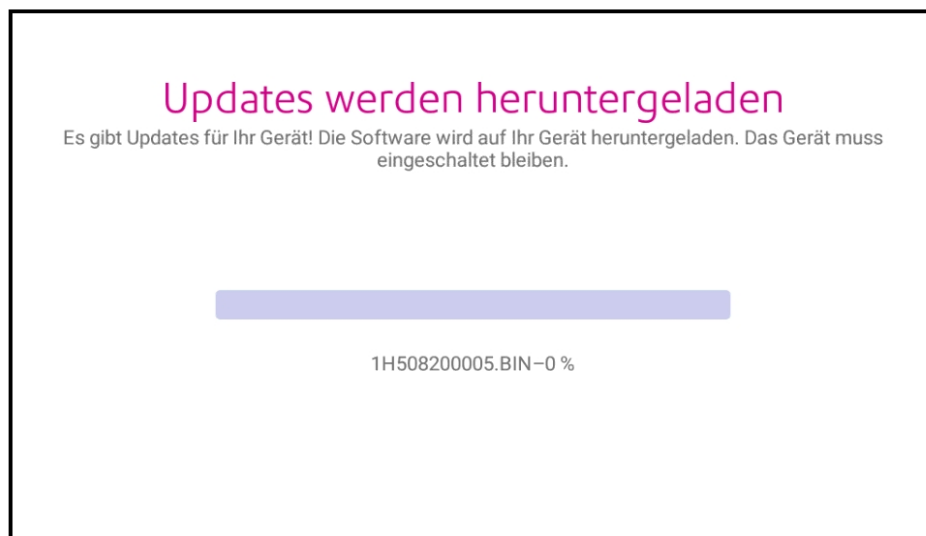 Updates werden heruntergeladen
Es gibt Updates für Ihr Gerät! Die Software wird auf Ihr Gerät heruntergeladen. Das Gerät muss
eingeschaltet bleiben.
1H508200005.BIN–0 %